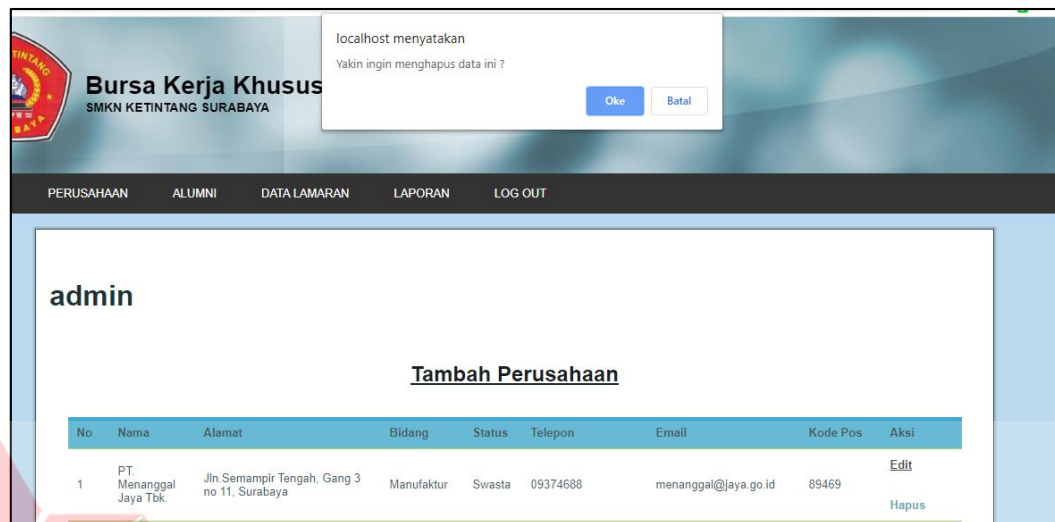 localhost menyatakan
Yakin ingin menghapus data ini ?
Oke Batal
Bursa Kerja Khusus
SMKN KETINTANG SURABAYA
PERUSAHAAN ALUMNI DATA LAMARAN LAPORAN LOG OUT
admin
Tambah Perusahaan
No Nama Alamat Bidang Status Telepon Email Kode Pos Aksi
1 PT. Menanggal Jaya Tbk. Jln.Semampir Tengah, Gang 3 no 11, Surabaya Manufaktur Swasta 09374688 menanggal@jaya.go.id 89469 Edit
Hapus